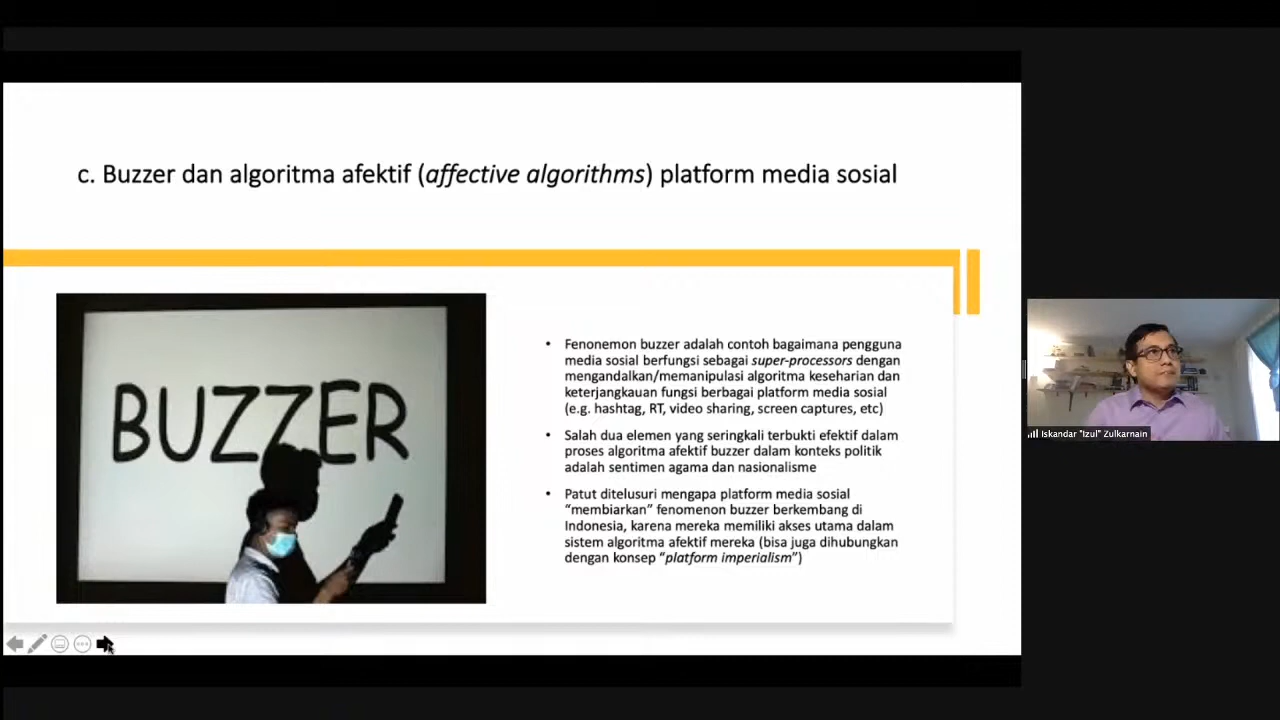 c. Buzzer dan algoritma afektif (affective algorithms) platform media sosial
BUZZER
• Fenonemon buzzer adalah contoh bagaimana pengguna
media sosial berfungsi sebagai super-processors dengan
mengandalkan/memanipulasi algoritma keseharian dan
keterjangkauan fungsi berbagai platform media sosial
(e.g. hashtag, RT, video sharing, screen captures, etc)
• Salah dua elemen yang seringkali terbukti efektif dalam
proses algoritma afektif buzzer dalam konteks politik
adalah sentimen agama dan nasionalisme
• Patut ditelusuri mengapa platform media sosial
“membiarkan” fenomenon buzzer berkembang di
Indonesia, karena mereka memiliki akses utama dalam
sistem algoritma afektif mereka (bisa juga dihubungkan
dengan konsep “platform imperialism”)
Iskandar "Izul" Zulkarnain